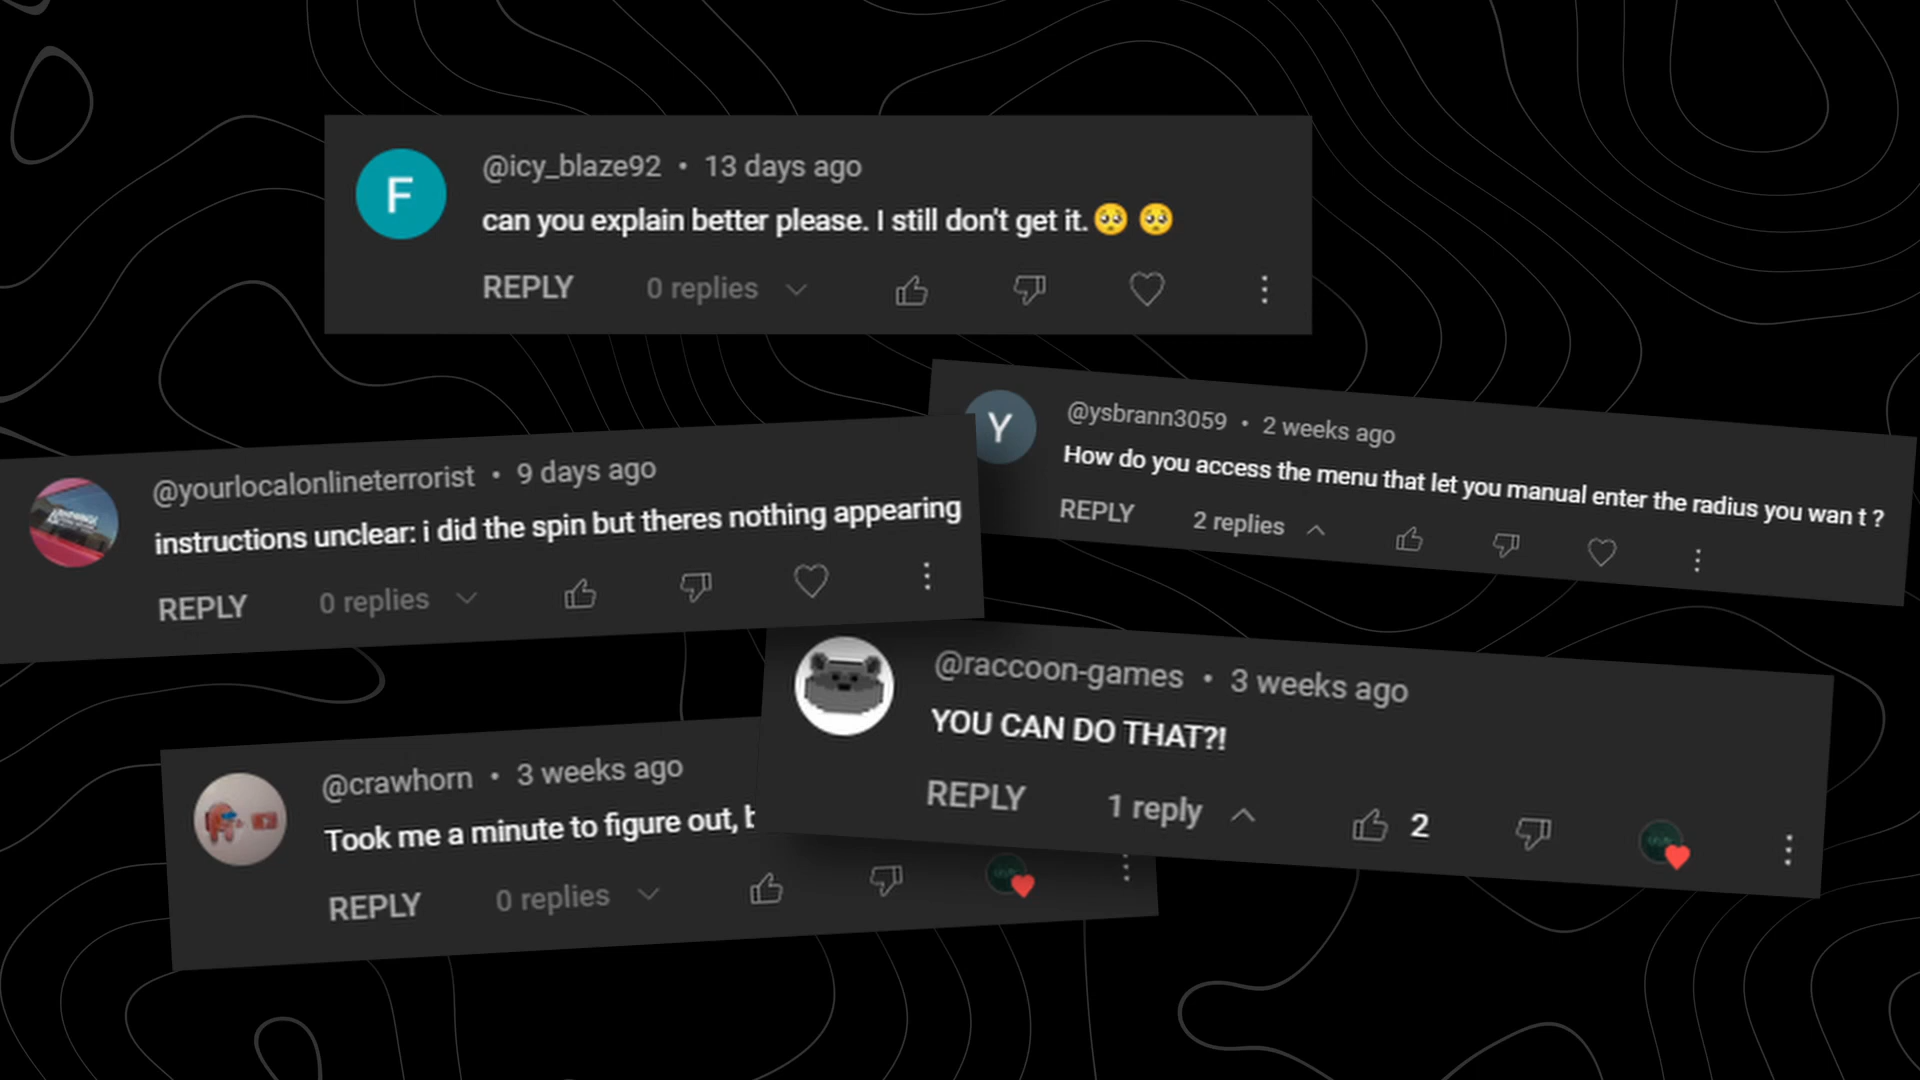 F
@icy_blaze92 • 13 days ago
can you explain better please. I still don't get it.🥺 🥺
REPLY 0 replies
Y
@ysbrann3059 • 2 weeks ago
How do you access the menu that let you manual enter the radius you wan t ?
REPLY 2 replies
@yourlocalonlineterrorist • 9 days ago
instructions unclear: i did the spin but theres nothing appearing
REPLY 0 replies
@raccoon-games • 3 weeks ago
YOU CAN DO THAT?!
REPLY 1 reply 2
@crawhorn • 3 weeks ago
Took me a minute to figure out,
REPLY 0 replies